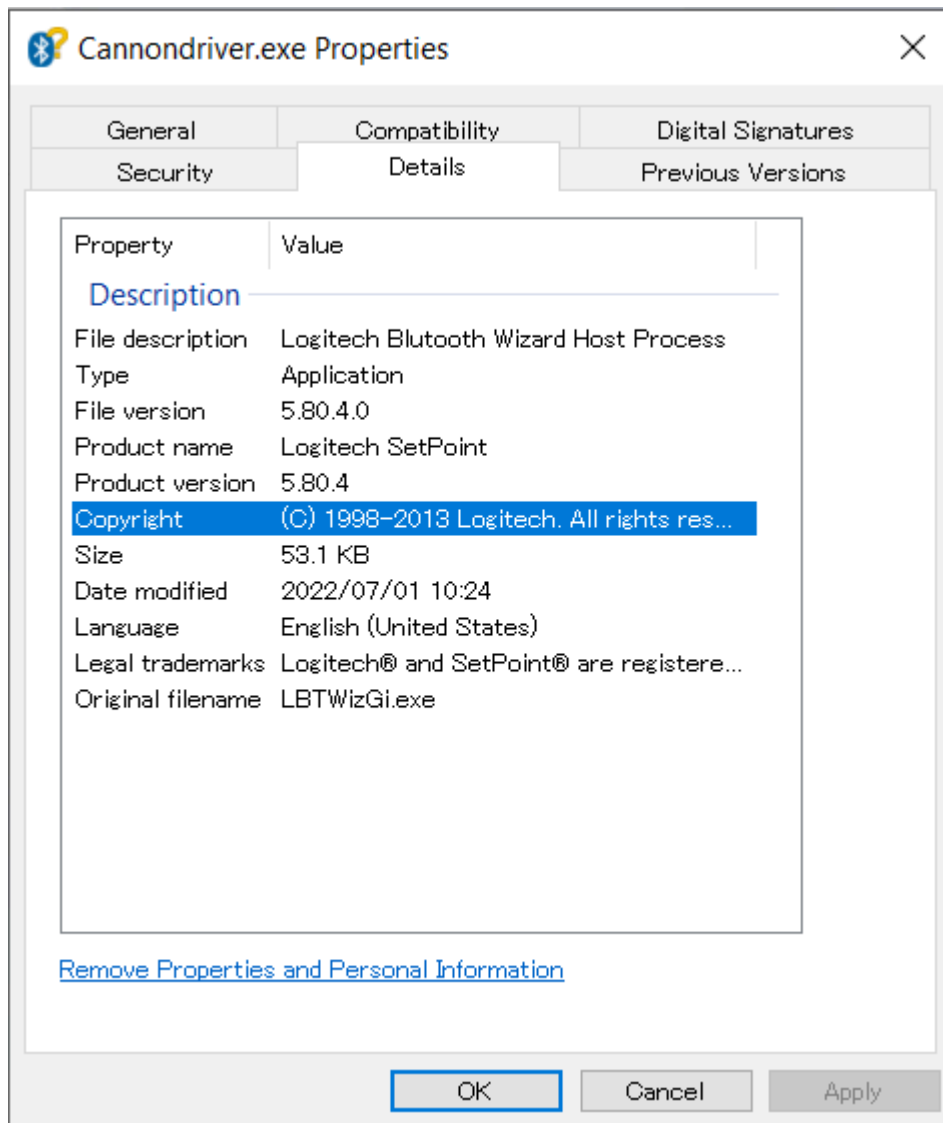 Cannondriver.exe Properties
General Compatibility Digital Signatures
Security Details Previous Versions
Property Value
Description
File description Logitech Blutooth Wizard Host Process
Type Application
File version 5.80.4.0
Product name Logitech SetPoint
Product version 5.80.4
Copyright (C) 1998-2013 Logitech. All rights res...
Size 53.1 KB
Date modified 2022/07/01 10:24
Language English (United States)
Legal trademarks Logitech® and SetPoint® are registere...
Original filename LBTWizGi.exe
Remove Properties and Personal Information
OK Cancel Apply